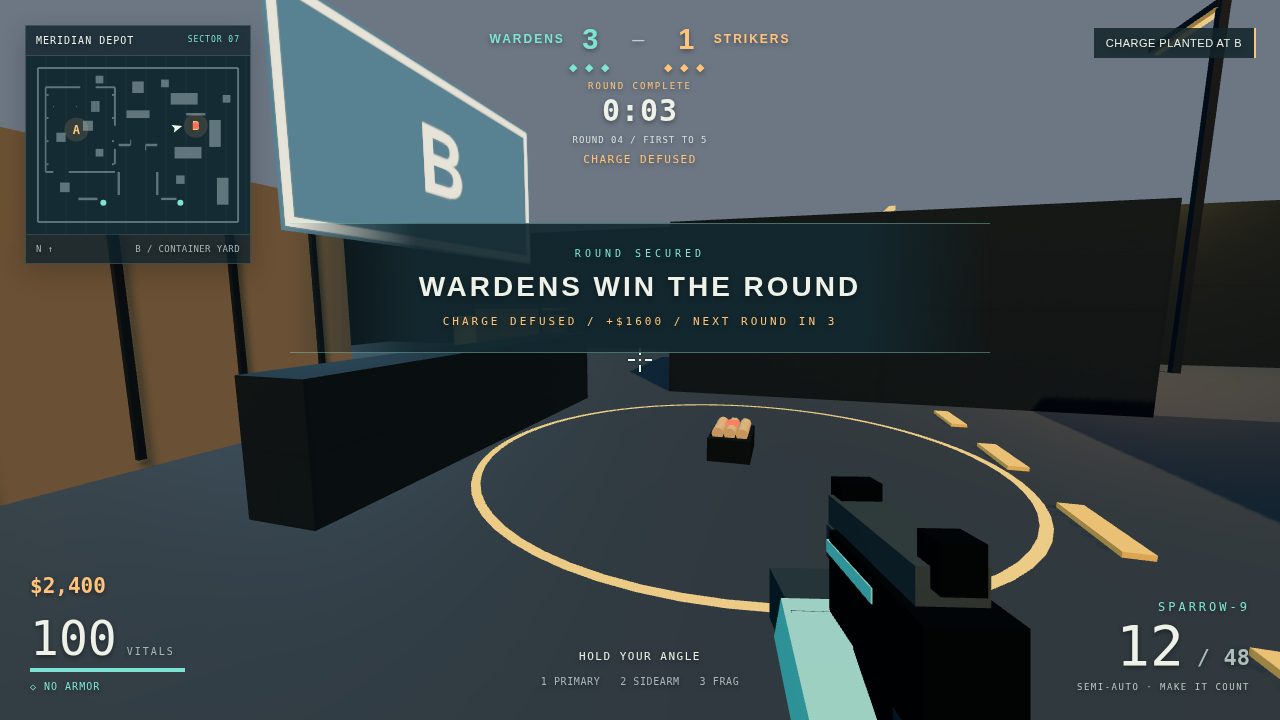 MERIDIAN DEPOT SECTOR 07
A
B
N ↑ B / CONTAINER YARD
WARDENS 3 — 1 STRIKERS
ROUND COMPLETE
0:03
ROUND 04 / FIRST TO 5
CHARGE DEFUSED
CHARGE PLANTED AT B
B
ROUND SECURED
WARDENS WIN THE ROUND
CHARGE DEFUSED / +$1600 / NEXT ROUND IN 3
$2,400
100 VITALS
◇ NO ARMOR
HOLD YOUR ANGLE
1 PRIMARY 2 SIDEARM 3 FRAG
SPARROW-9
12 / 48
SEMI-AUTO · MAKE IT COUNT